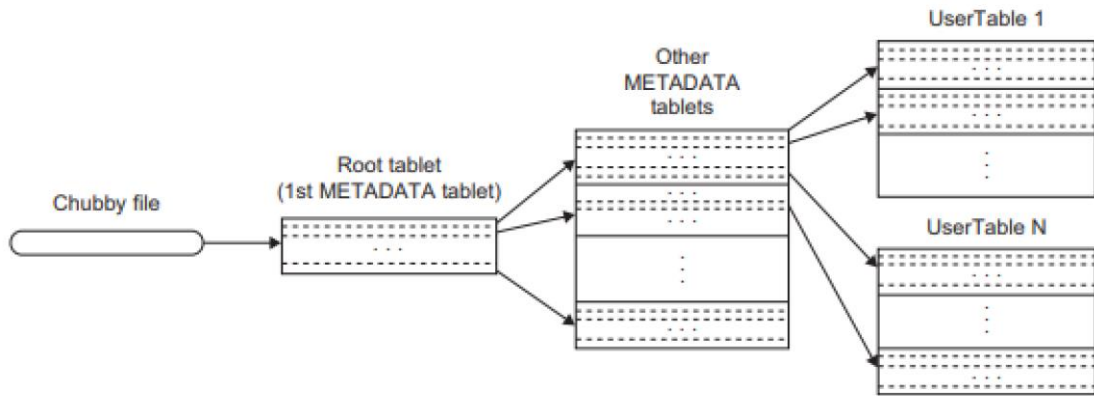 Chubby file
Root tablet
(1st METADATA tablet)
. . .
Other
METADATA
tablets
. . .
. . .
. . .
. . .
UserTable 1
. . .
. . .
UserTable N
. . .
. . .